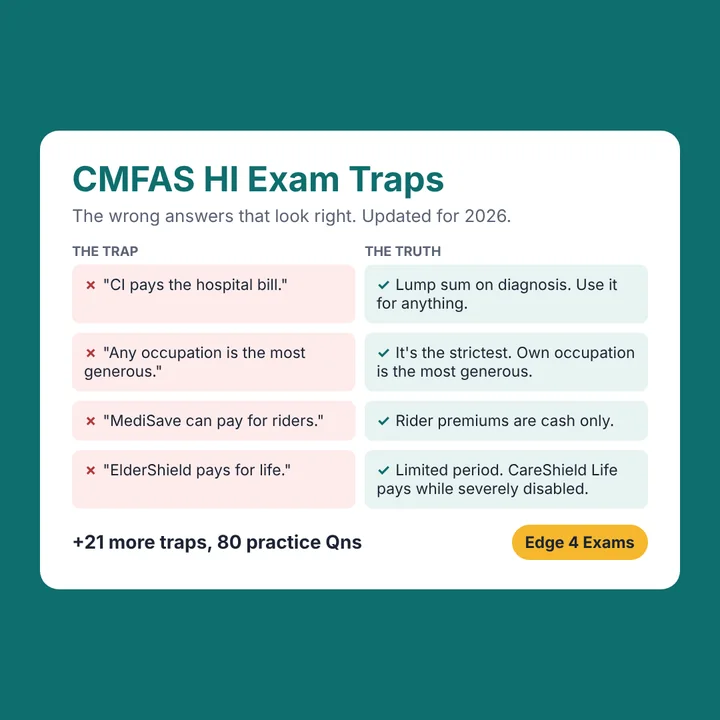 CMFAS HI Exam Traps
The wrong answers that look right. Updated for 2026.
THE TRAP
THE TRUTH
× "CI pays the hospital bill."
✓ Lump sum on diagnosis. Use it
for anything.
× "Any occupation is the most
generous."
✓ It's the strictest. Own occupation
is the most generous.
× "MediSave can pay for riders."
✓ Rider premiums are cash only.
× "ElderShield pays for life."
✓ Limited period. CareShield Life
pays while severely disabled.
+21 more traps, 80 practice Qns
Edge 4 Exams